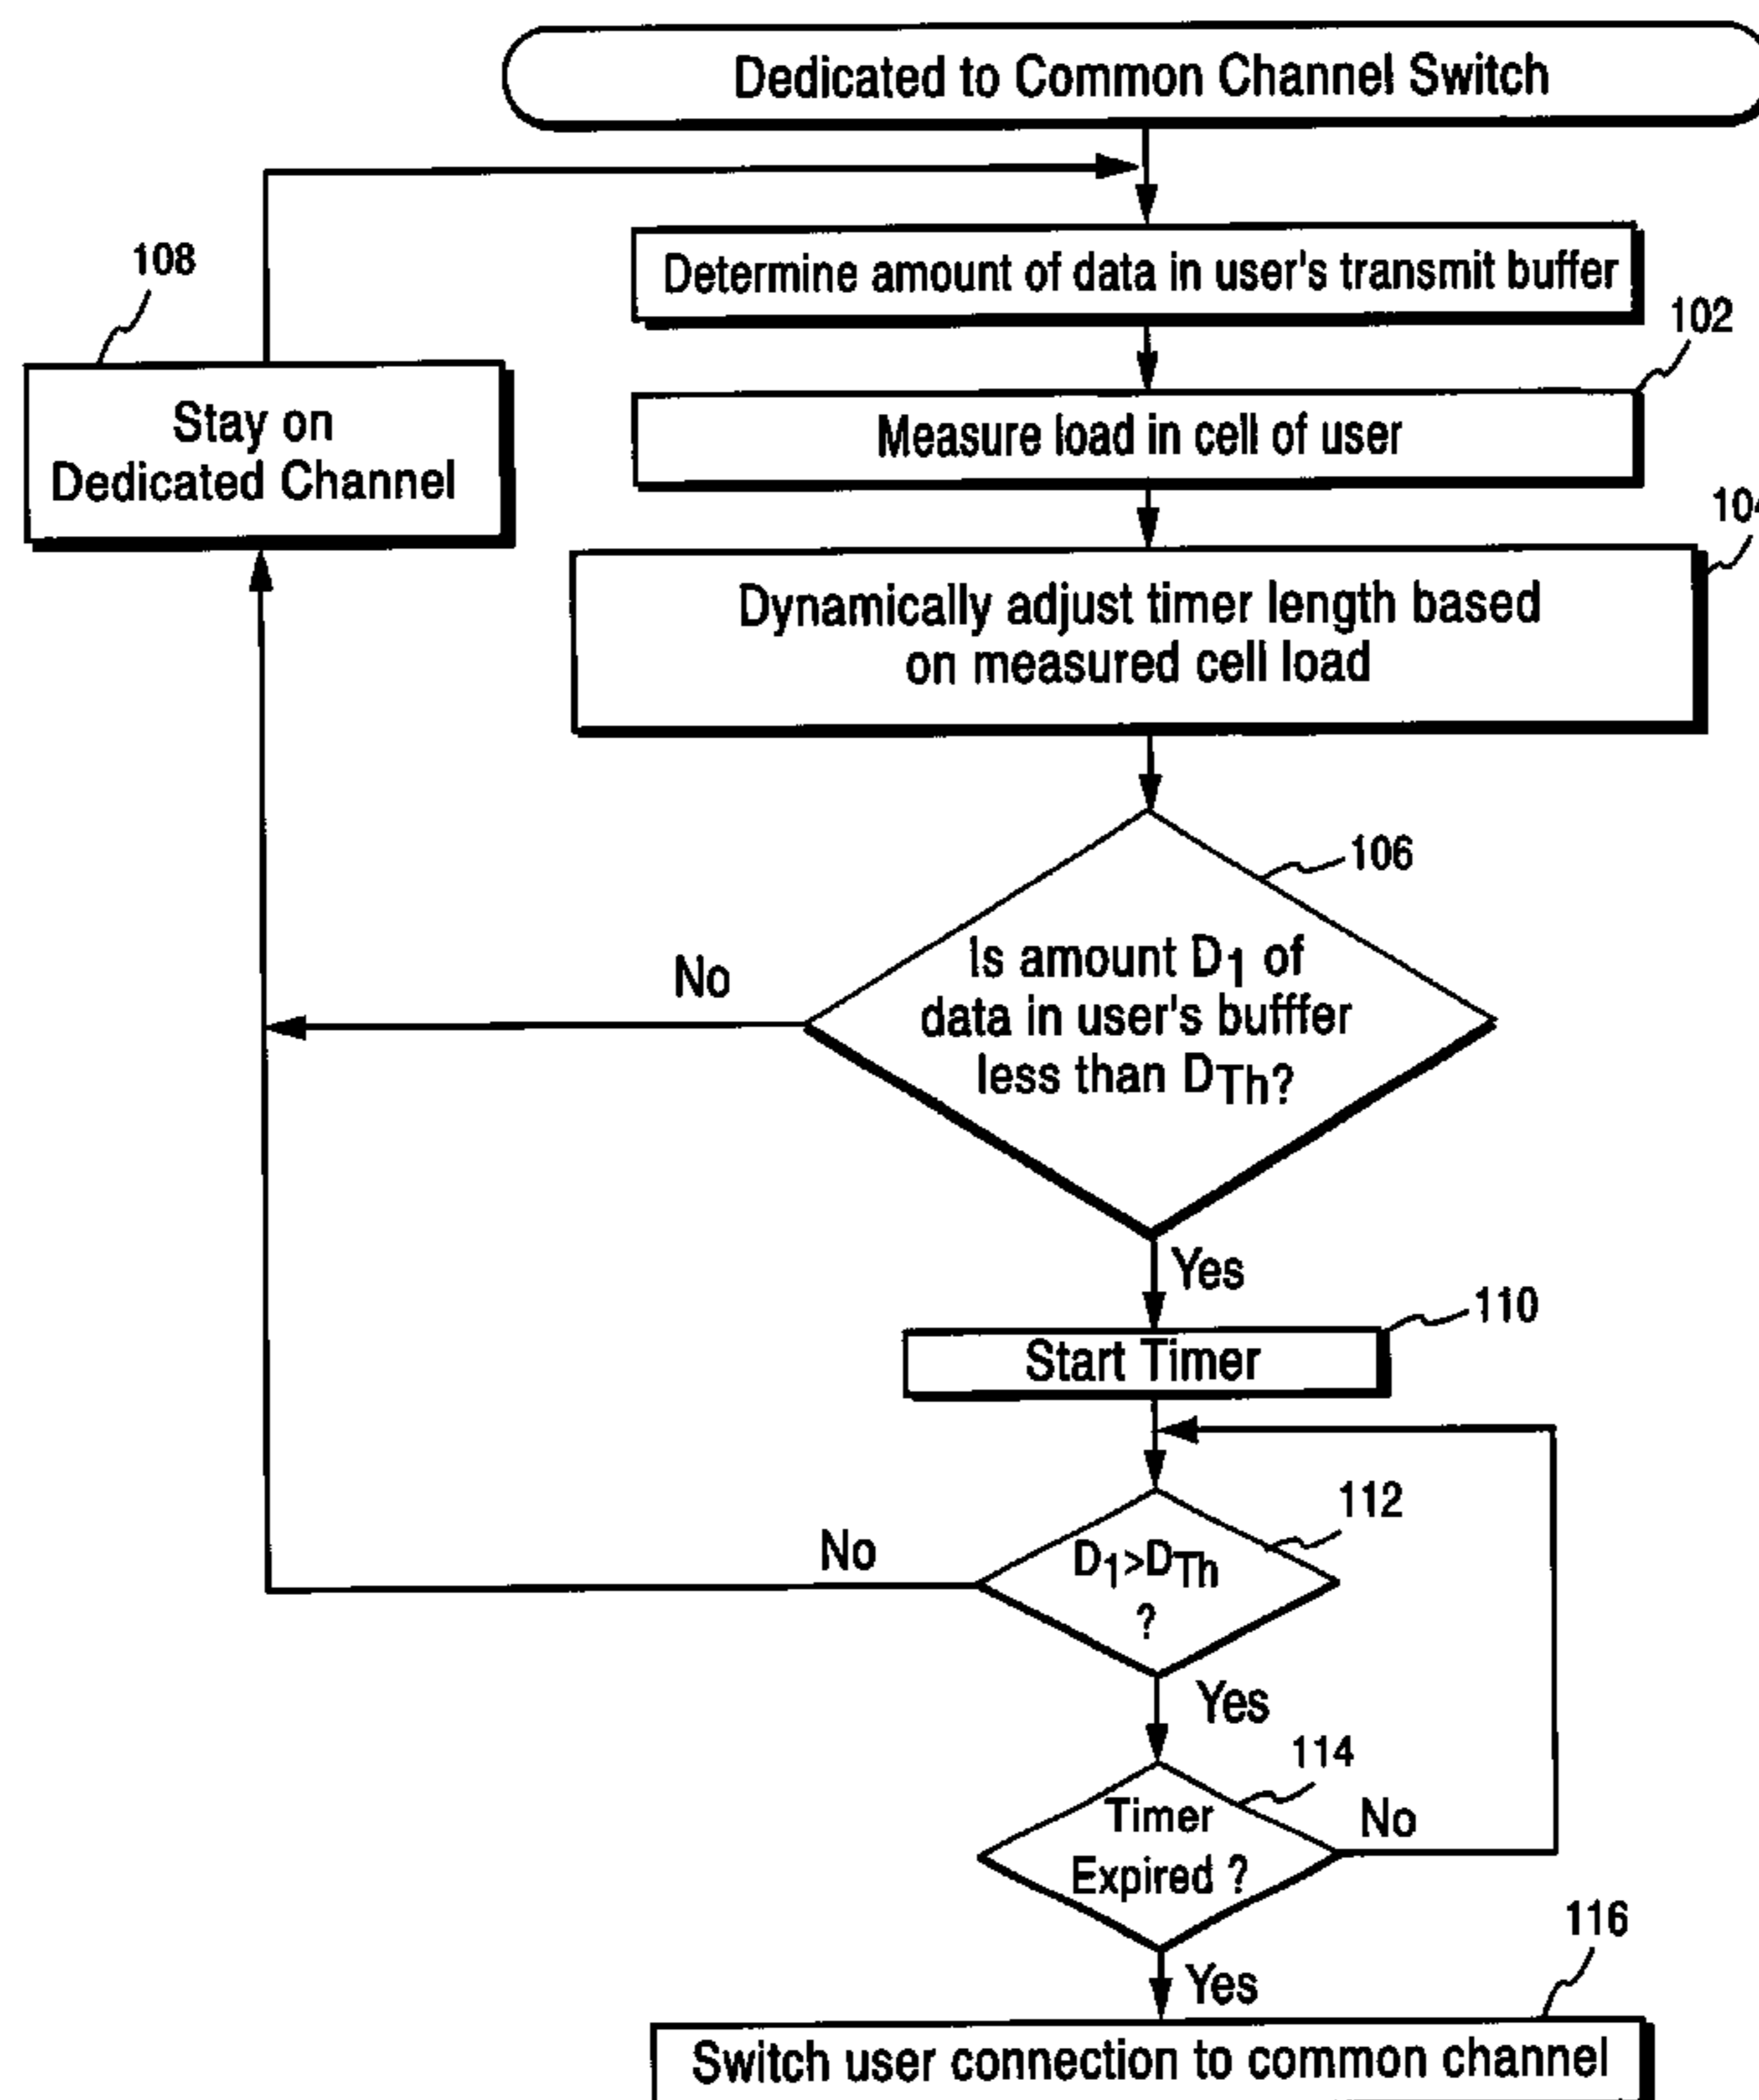 Dedicated to Common Channel Switch
108
Determine amount of data in user's transmit buffer
102
Stay on
Dedicated Channel
Measure load in cell of user
104
Dynamically adjust timer length based
on measured cell load
106
Is amount D1 of
data in user's bufffer
less than DTh?
No
Yes
110
Start Timer
112
D1>DTh
?
No
Yes
114
Timer
Expired ?
No
116
Yes
Switch user connection to common channel